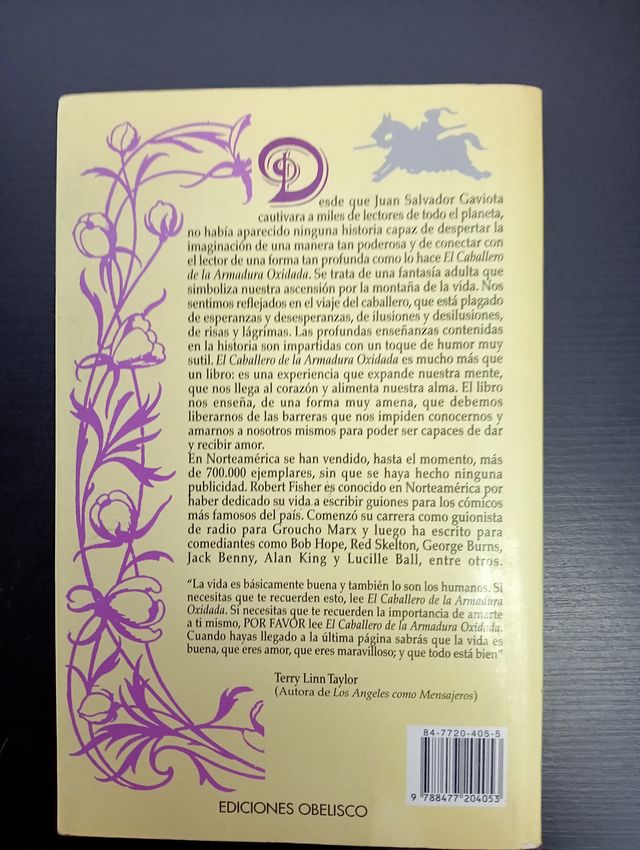 Desde que Juan Salvador Gaviota
cautivara a miles de lectores de todo el planeta,
no había aparecido ninguna historia capaz de despertar la
imaginación de una manera tan poderosa y de conectar con
el lector de una forma tan profunda como lo hace El Caballero
de la Armadura Oxidada. Se trata de una fantasía adulta que
simboliza nuestra ascensión por la montaña de la vida. Nos
sentimos reflejados en el viaje del caballero, que está plagado
de esperanzas y desesperanzas, de ilusiones y desilusiones,
de risas y lágrimas. Las profundas enseñanzas contenidas
en la historia son impartidas con un toque de humor muy
sutil. El Caballero de la Armadura Oxidada es mucho más que
un libro: es una experiencia que expande nuestra mente,
que nos llega al corazón y alimenta nuestra alma. El libro
nos enseña, de una forma muy amena, que debemos
liberarnos de las barreras que nos impiden conocernos y
amarnos a nosotros mismos para poder ser capaces de dar
y recibir amor.
En Norteamérica se han vendido, hasta el momento, más
de 700.000 ejemplares, sin que se haya hecho ninguna
publicidad. Robert Fisher es conocido en Norteamérica por
haber dedicado su vida a escribir guiones para los cómicos
más famosos del país. Comenzó su carrera como guionista
de radio para Groucho Marx y luego ha escrito para
comediantes como Bob Hope, Red Skelton, George Burns,
Jack Benny, Alan King y Lucille Ball, entre otros.
“La vida es básicamente buena y también lo son los humanos. Si
necesitas que te recuerden esto, lee El Caballero de la Armadura
Oxidada. Si necesitas que te recuerden la importancia de amarte
a ti mismo, POR FAVOR lee El Caballero de la Armadura Oxidada.
Cuando hayas llegado a la última página sabrás que la vida es
buena, que eres amor, que eres maravilloso; y que todo está bien”
Terry Linn Taylor
(Autora de Los Angeles como Mensajeros)
84-7720-405-5
9 788477 204053
EDICIONES OBELISCO